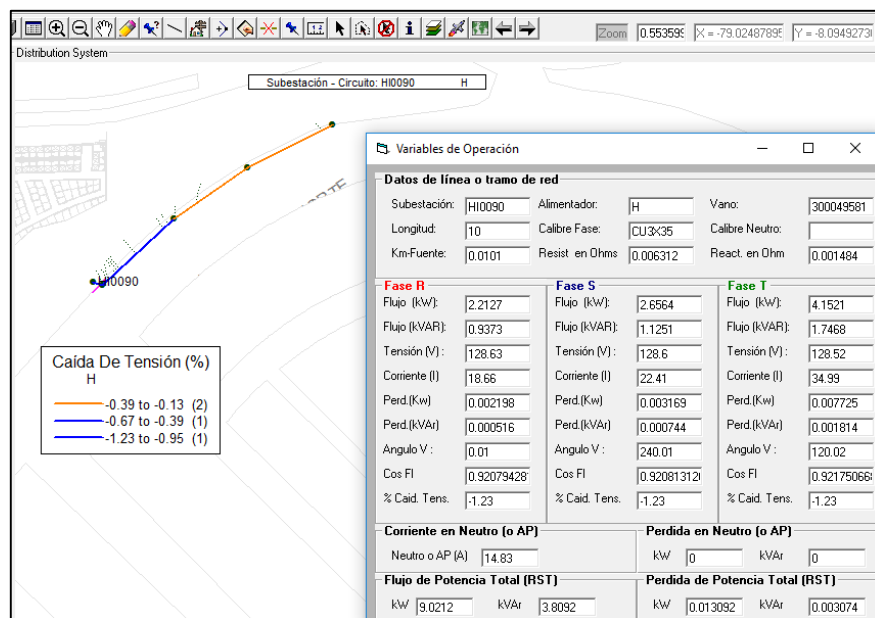 Zoom 0.553599 X = -79.02487895 Y = -8.0949273
Distribution System
Subestación - Circuito: HI0090 H
HI0090
Caída De Tensión (%)
H
-0.39 to -0.13 (2)
-0.67 to -0.39 (1)
-1.23 to -0.95 (1)
Variables de Operación
Datos de línea o tramo de red
Subestación: HI0090 Alimentador: H Vano: 300049581
Longitud: 10 Calibre Fase: CU3X35 Calibre Neutro:
Km-Fuente: 0.0101 Resist en Ohms 0.006312 React. en Ohm 0.001484
Fase R Fase S Fase T
Flujo (kW): 2.2127 Flujo (kW): 2.6564 Flujo (kW): 4.1521
Flujo (kVAR) 0.9373 Flujo (kVAR): 1.1251 Flujo (kVAR): 1.7468
Tensión (V): 128.63 Tensión (V) : 128.6 Tensión (V) : 128.52
Corriente (I) 18.66 Corriente (I) 22.41 Corriente (I) 34.99
Perd.(Kw) 0.002198 Perd.(Kw) 0.003169 Perd.(Kw) 0.007725
Perd.(kVAr) 0.000516 Perd.(kVAr) 0.000744 Perd.(kVAr) 0.001814
Angulo V : 0.01 Angulo V : 240.01 Angulo V : 120.02
Cos FI 0.92079428 Cos FI 0.92081312 Cos FI 0.92175066
% Caid. Tens. -1.23 % Caid. Tens. -1.23 % Caid. Tens. -1.23
Corriente en Neutro (o AP) Perdida en Neutro (o AP)
Neutro o AP (A) 14.83 kW 0 kVAr 0
Flujo de Potencia Total (RST) Perdida de Potencia Total (RST)
kW 9.0212 kVAr 3.8092 kW 0.013092 kVAr 0.003074